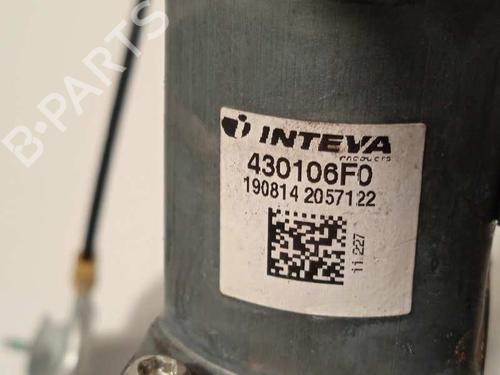 INTEVA
PRODUCTS
430106F0
190814 2057122
11.227
B-PARTS